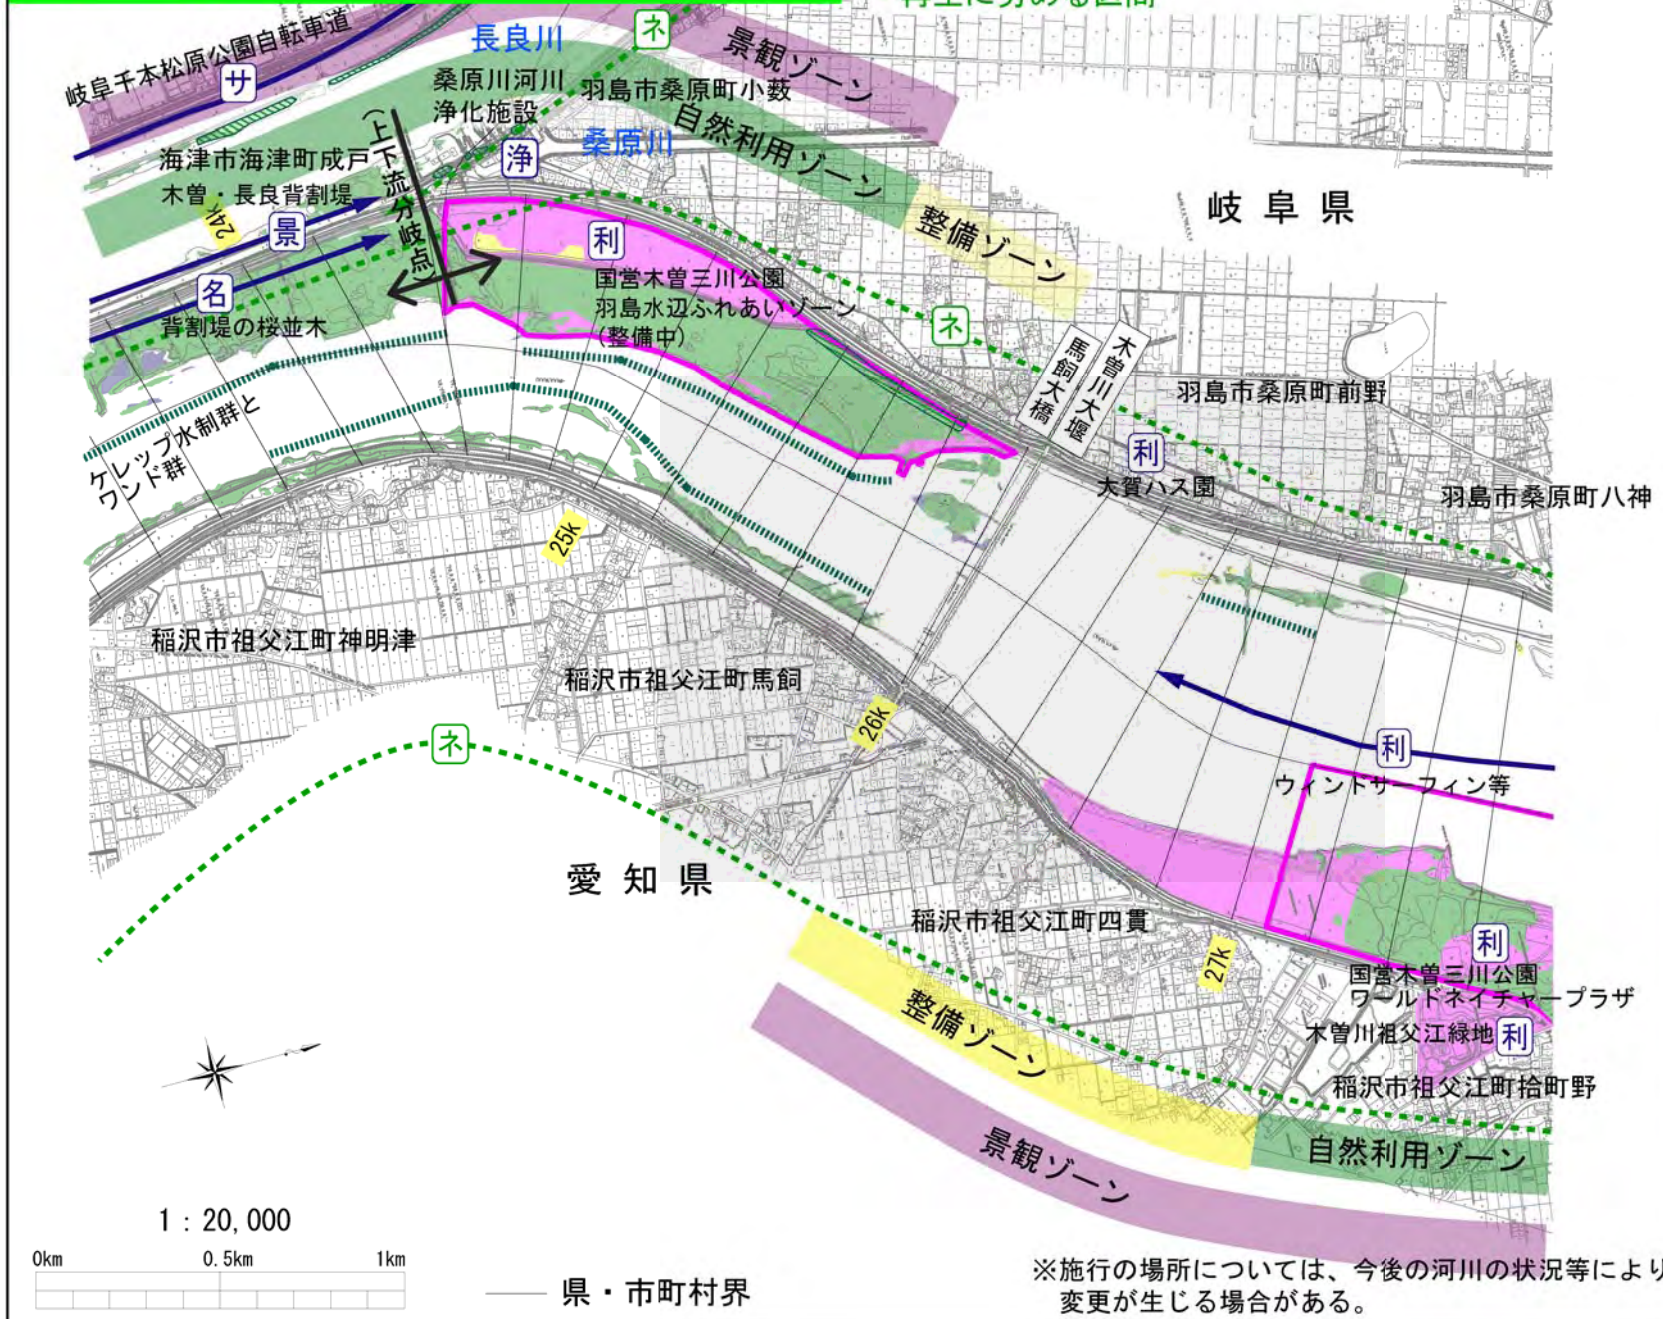 再生に努める区間
岐阜千本松原公園自転車道
サ
長良川
ネ
景観ゾーン
桑原川河川
浄化施設
羽島市桑原町小薮
自然利用ゾーン
浄
桑原川
(上下流分岐点)
海津市海津町成戸
木曽・長良背割堤
24k
景
名
背割堤の桜並木
利
国営木曽三川公園
羽島水辺ふれあいゾーン
(整備中)
整備ゾーン
岐阜県
ネ
馬飼大橋
木曽川大堰
羽島市桑原町前野
利
大賀ハス園
羽島市桑原町八神
ケレップ水制群と
ワンド群
25k
稲沢市祖父江町神明津
稲沢市祖父江町馬飼
26k
ネ
利
ウィンドサーフィン等
愛知県
稲沢市祖父江町四貫
27k
利
国営木曽三川公園
ワールドネイチャープラザ
木曽川祖父江緑地
利
稲沢市祖父江町拾町野
整備ゾーン
景観ゾーン
自然利用ゾーン
1:20,000
0km 0.5km 1km
県・市町村界
※施行の場所については、今後の河川の状況等により
変更が生じる場合がある。